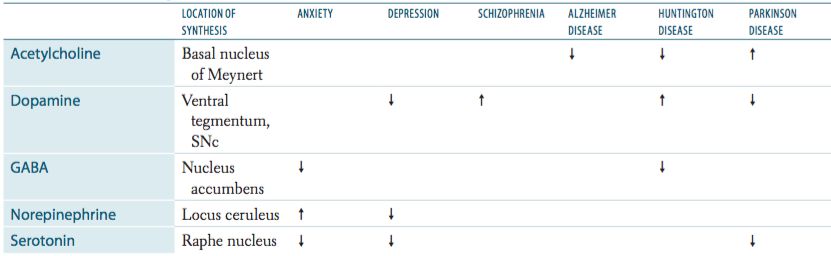 LOCATION OF SYNTHESIS ANXIETY DEPRESSION SCHIZOPHRENIA ALZHEIMER DISEASE HUNTINGTON DISEASE PARKINSON DISEASE
Acetylcholine Basal nucleus of Meynert ↓ ↓ ↑
Dopamine Ventral tegmentum, SNc ↓ ↑ ↑ ↓
GABA Nucleus accumbens ↓ ↓
Norepinephrine Locus ceruleus ↑ ↓
Serotonin Raphe nucleus ↓ ↓ ↓